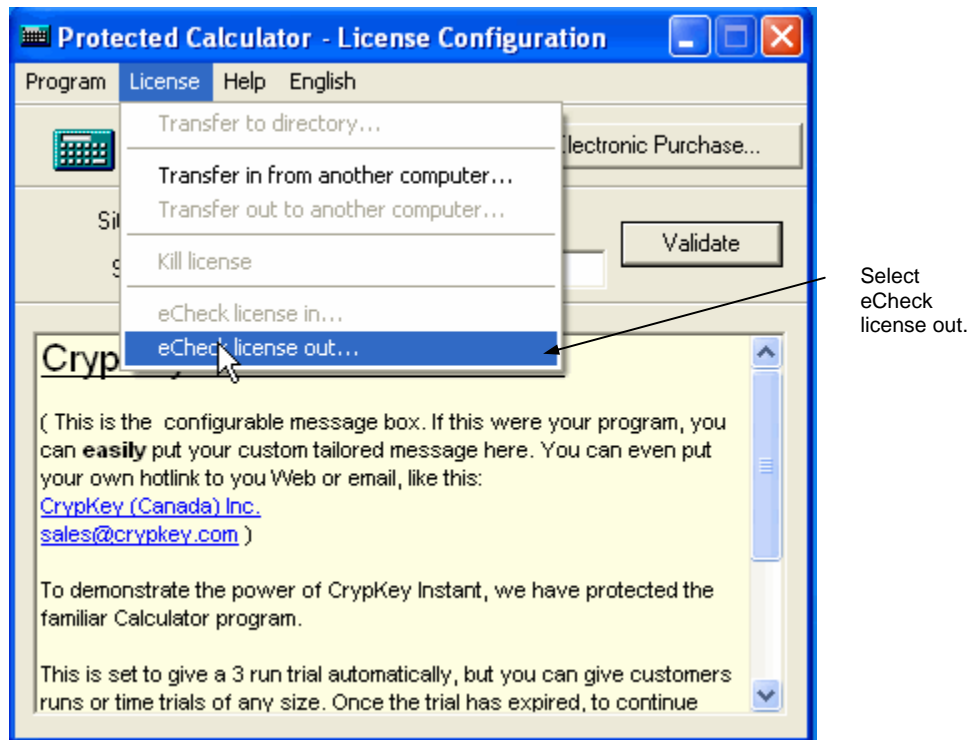 Protected Calculator - License Configuration
Program License Help English
Transfer to directory...
lectronic Purchase...
Transfer in from another computer...
Transfer out to another computer...
Validate
Kill license
eCheck license in...
eCheck license out...
Select
eCheck
license out.
Cryp
( This is the configurable message box. If this were your program, you
can easily put your custom tailored message here. You can even put
your own hotlink to you Web or email, like this:
CrypKey (Canada) Inc.
sales@crypkey.com )
To demonstrate the power of CrypKey Instant, we have protected the
familiar Calculator program.
This is set to give a 3 run trial automatically, but you can give customers
runs or time trials of any size. Once the trial has expired, to continue